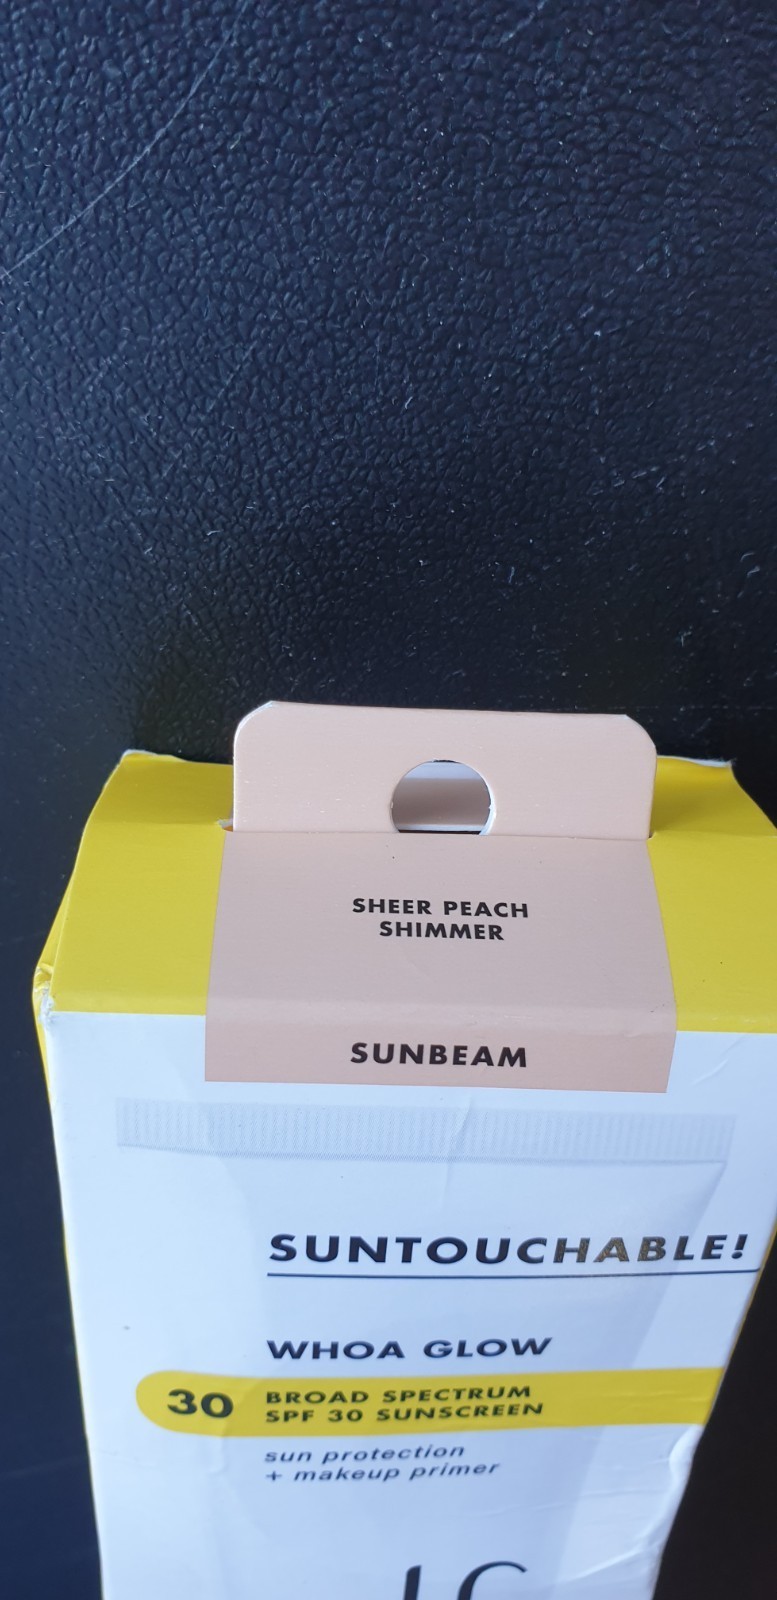 SHEER PEACH
SHIMMER
SUNBEAM
SUNTOUCHABLE!
WHOA GLOW
30
BROAD SPECTRUM
SPF 30 SUNSCREEN
sun protection
+ makeup primer